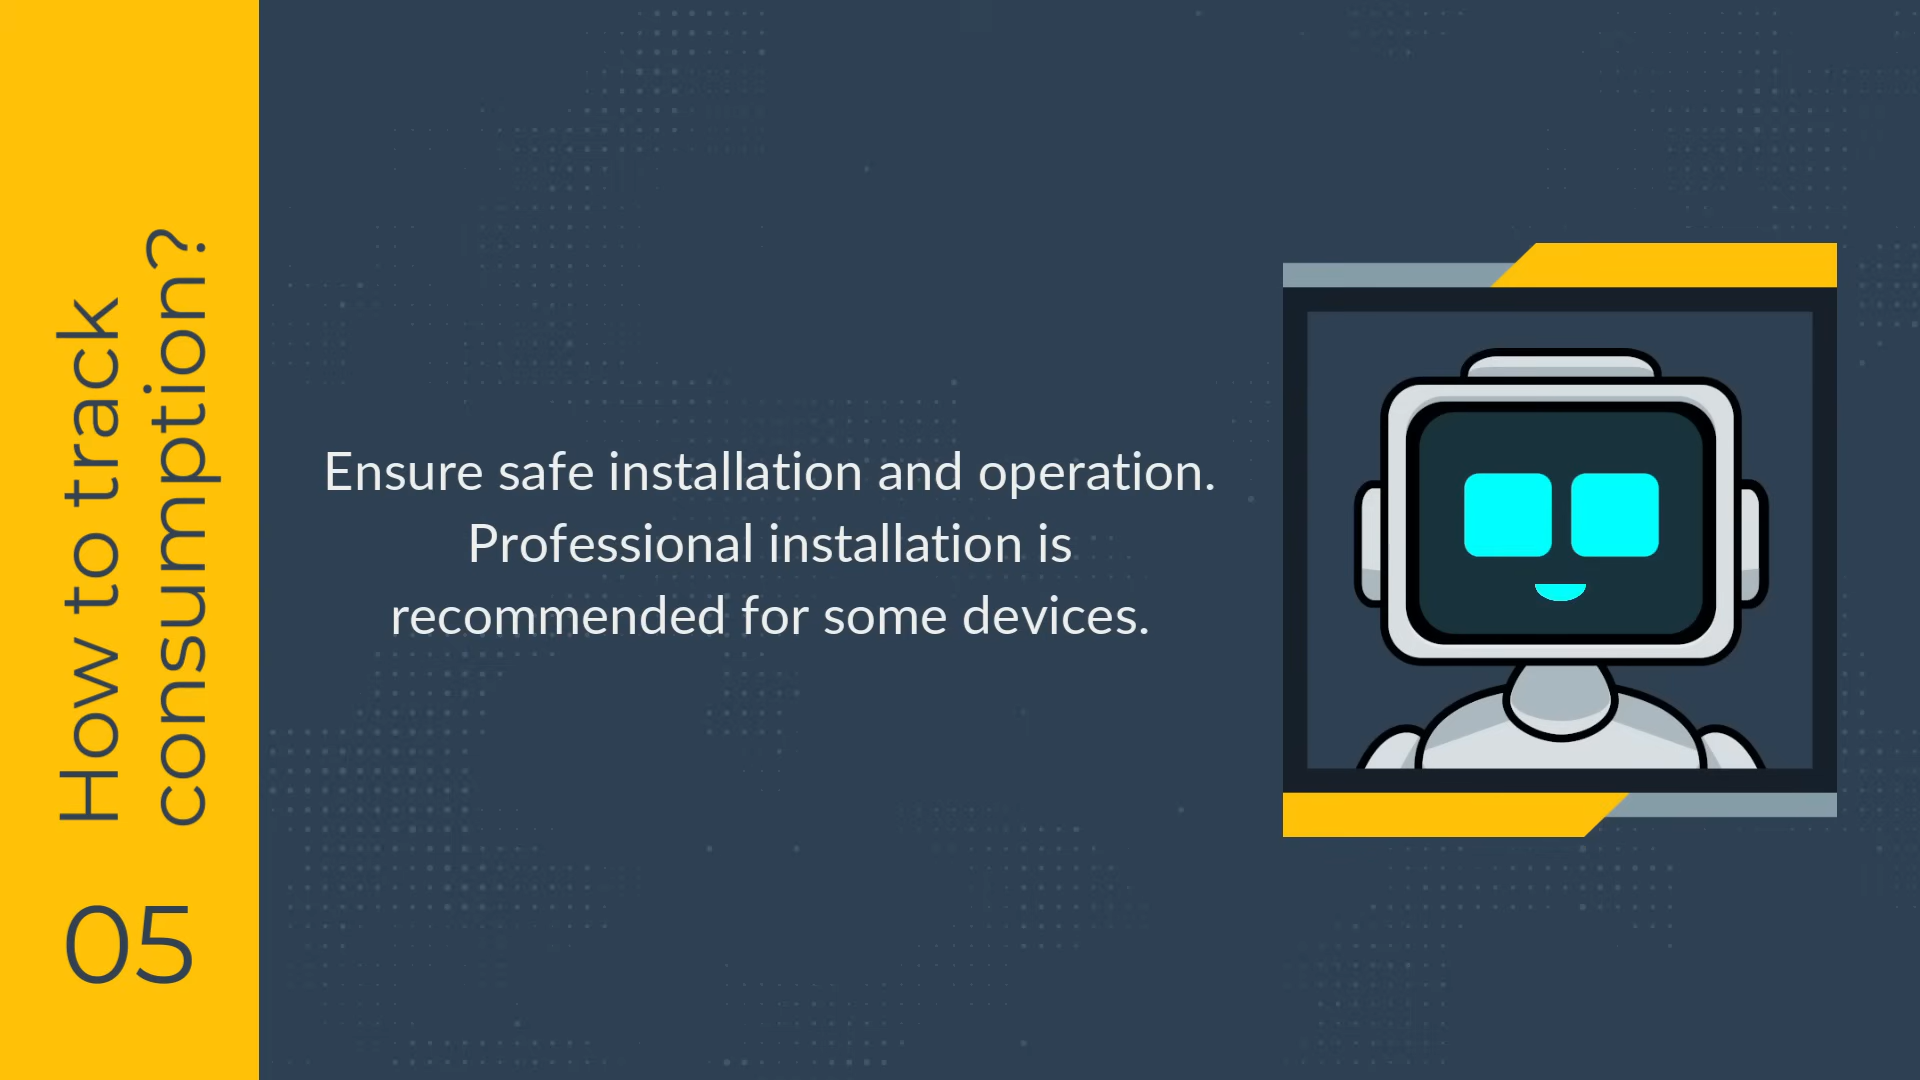 How to track
consumption?
05
Ensure safe installation and operation.
Professional installation is
recommended for some devices.